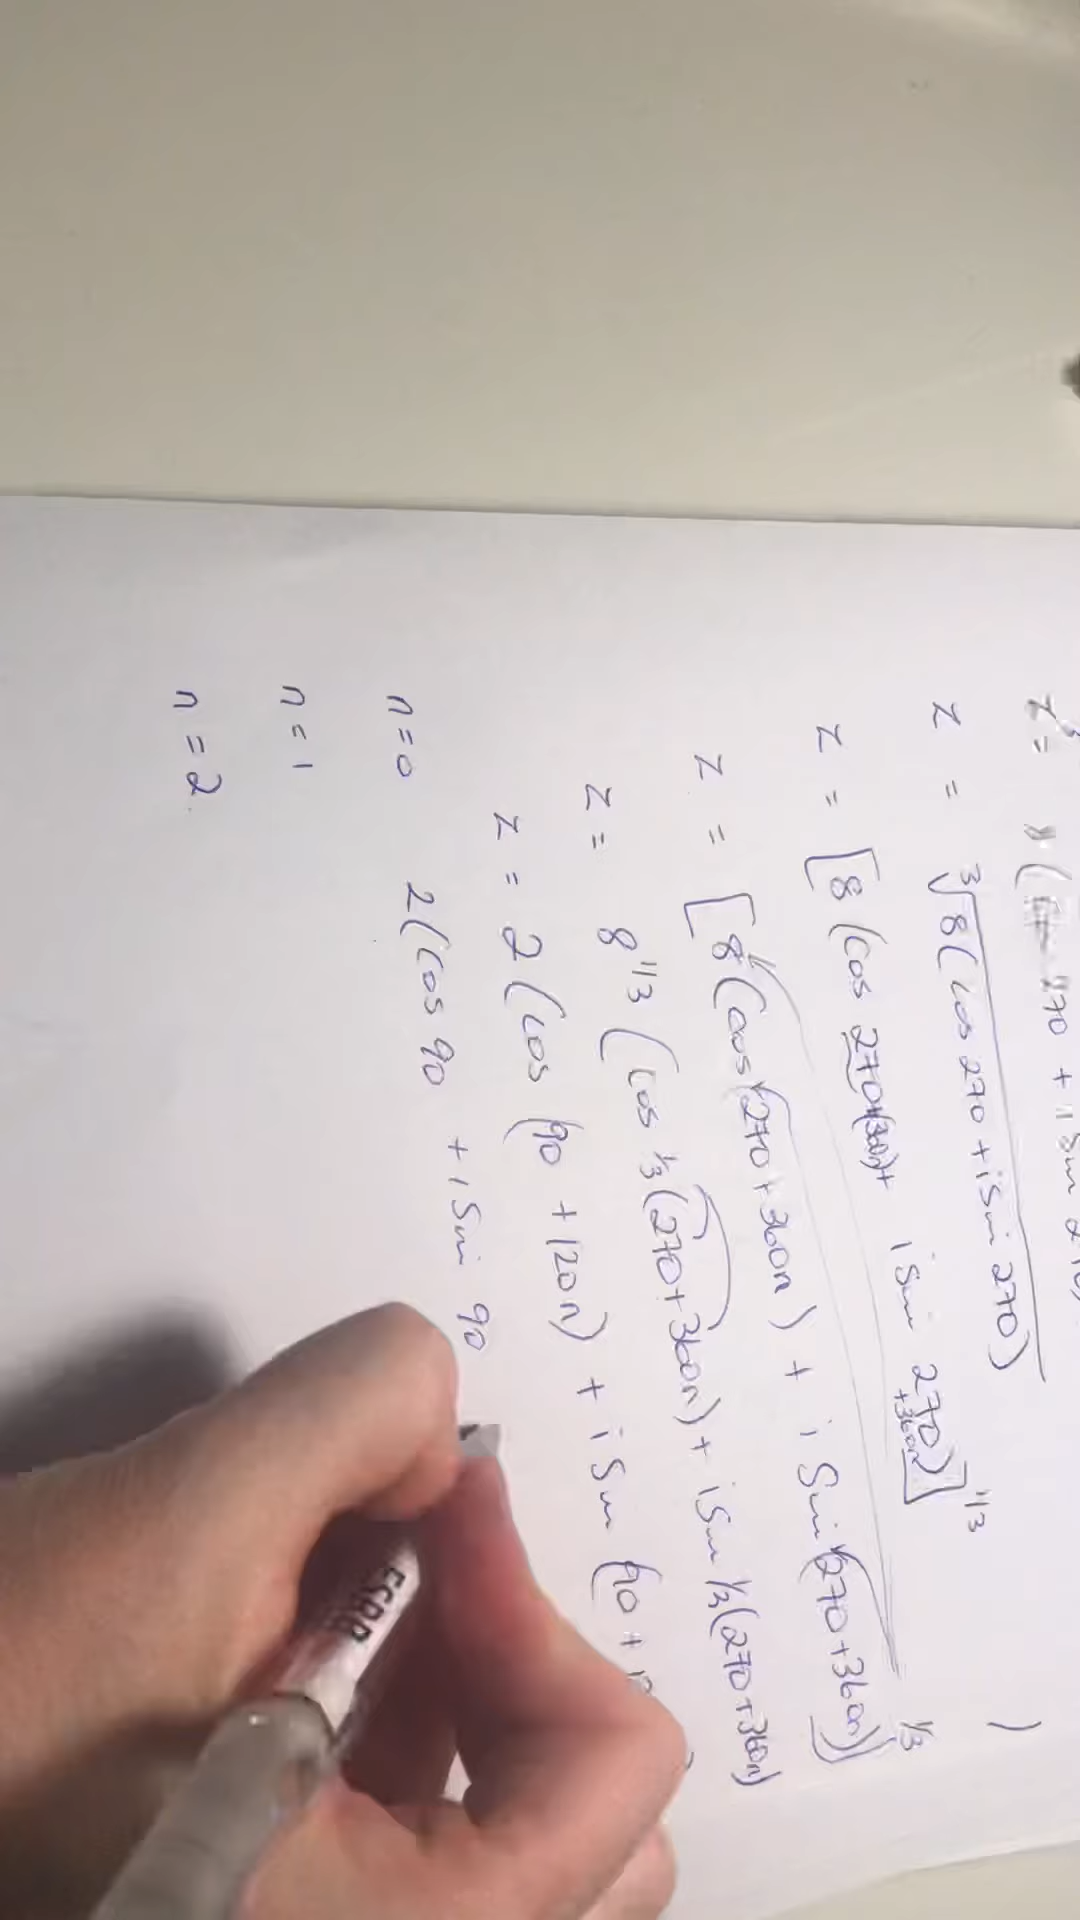 z³ = 8 ( 270 + i Sin 270
z = ³√8(Cos 270 + i Sin 270)
z = [8 (Cos 270+360n)+ i Sin 270 +360n)]^1/3
z = [8(Cos(270+360n) + i Sin(270+360n))]^1/3
z = 8^1/3 (Cos 1/3(270+360n) + i Sin 1/3(270+360n)
z = 2 (Cos (90 +120n) + i Sin (90 +
n=0 2(Cos 90 + i Sin 90
n = 1
n = 2